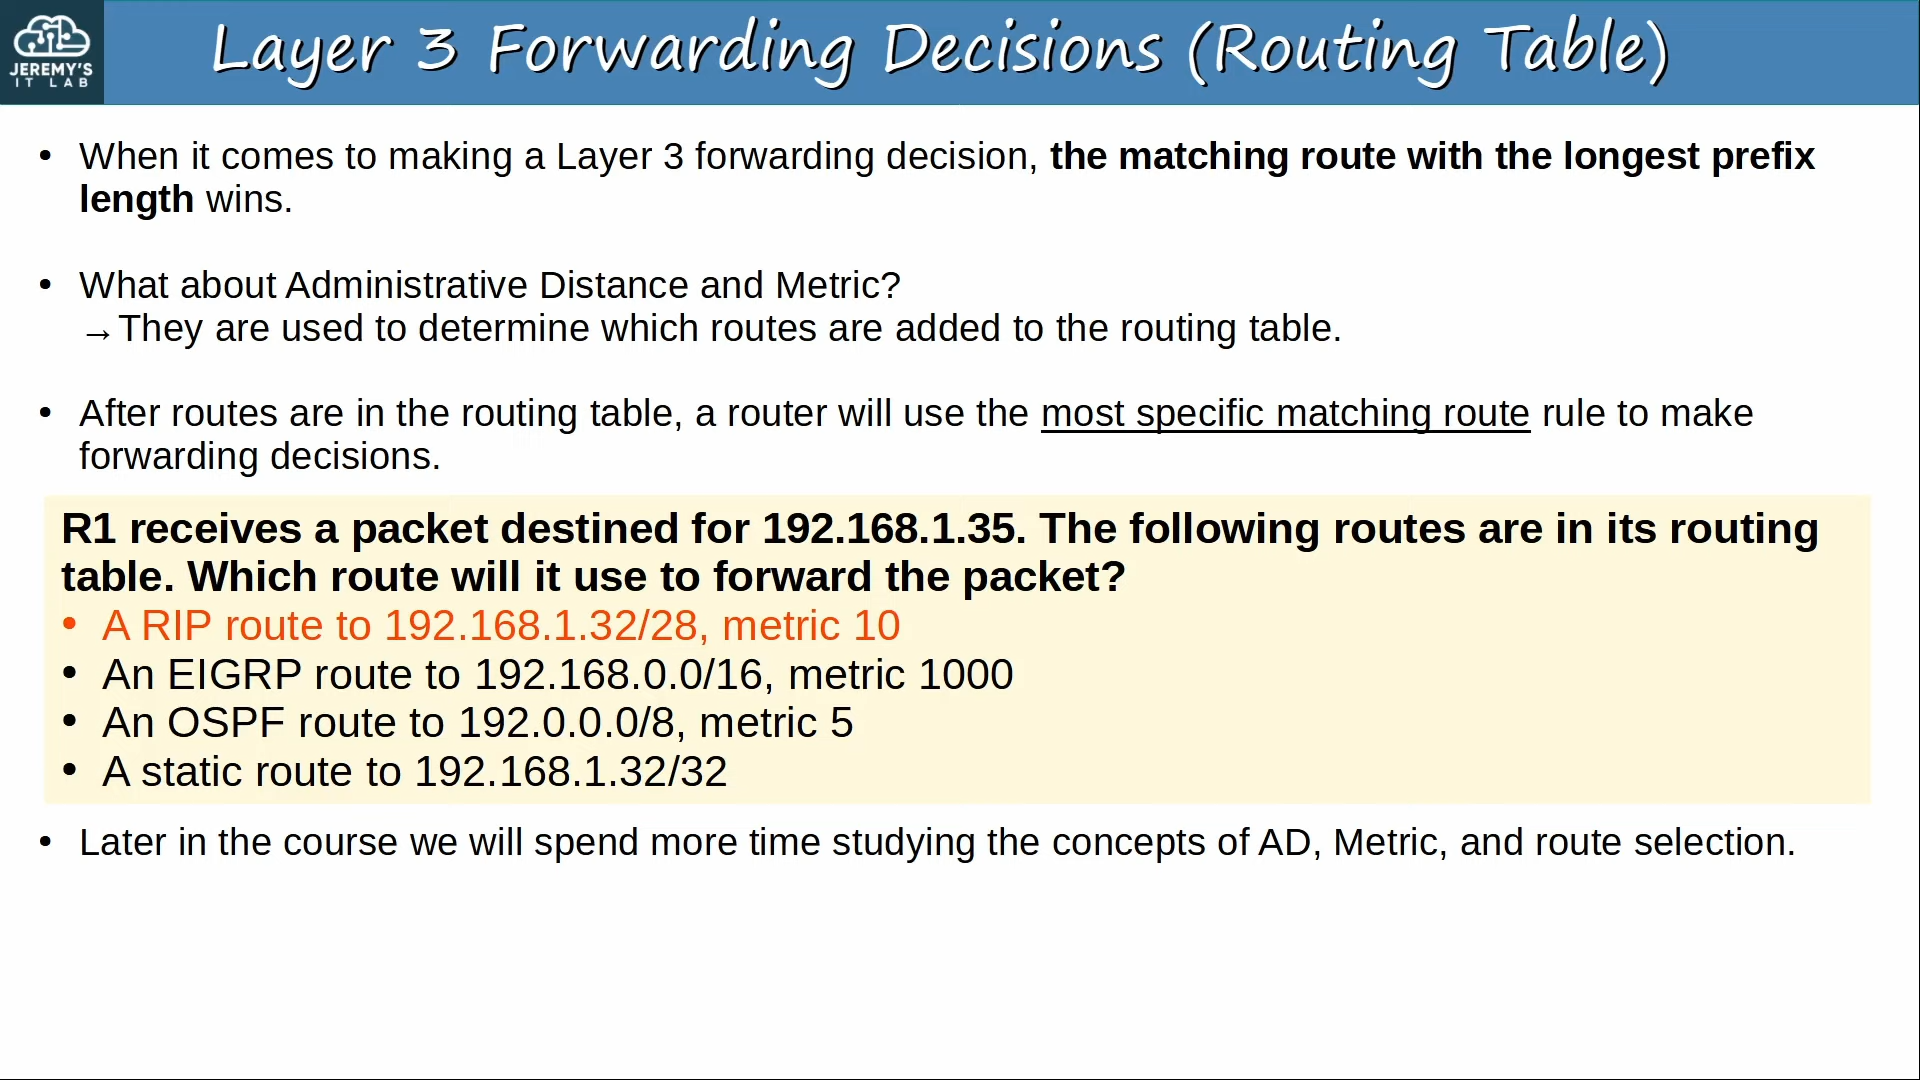 JEREMY'S
IT LAB
Layer 3 Forwarding Decisions (Routing Table)
• When it comes to making a Layer 3 forwarding decision, the matching route with the longest prefix
length wins.
• What about Administrative Distance and Metric?
→They are used to determine which routes are added to the routing table.
• After routes are in the routing table, a router will use the most specific matching route rule to make
forwarding decisions.
R1 receives a packet destined for 192.168.1.35. The following routes are in its routing
table. Which route will it use to forward the packet?
• A RIP route to 192.168.1.32/28, metric 10
• An EIGRP route to 192.168.0.0/16, metric 1000
• An OSPF route to 192.0.0.0/8, metric 5
• A static route to 192.168.1.32/32
• Later in the course we will spend more time studying the concepts of AD, Metric, and route selection.